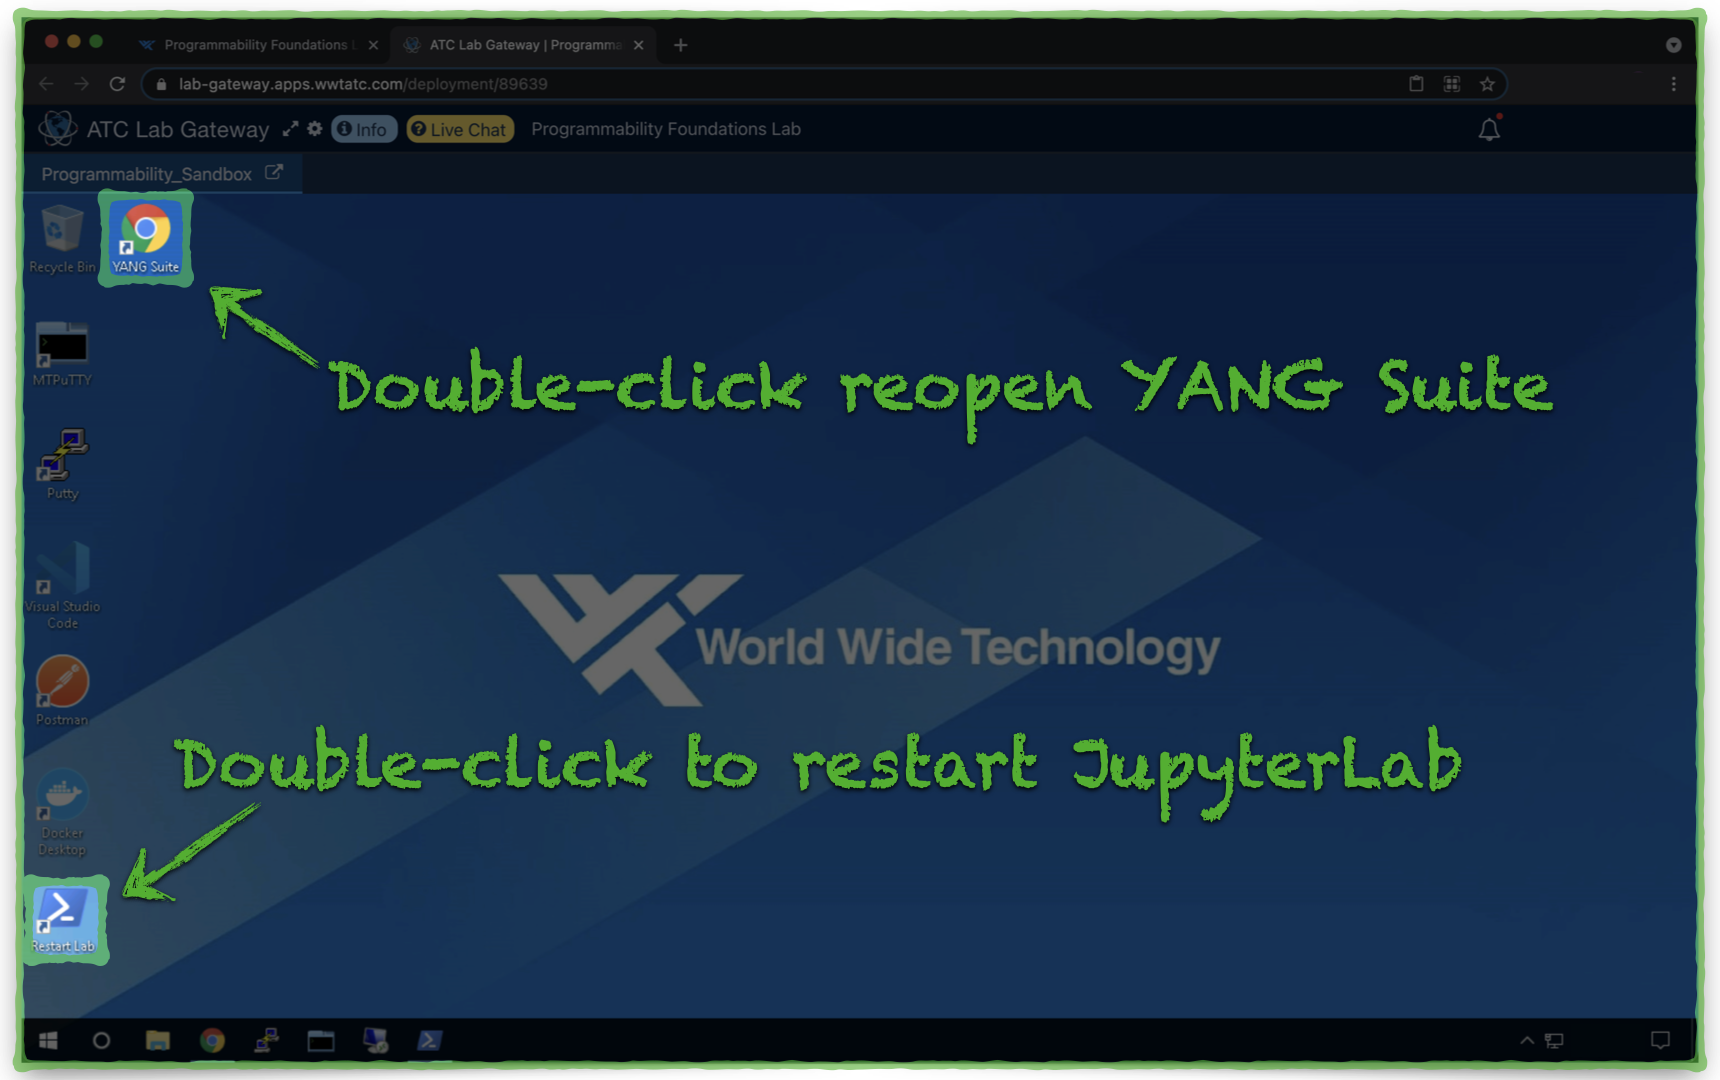 Programmability Foundations L
ATC Lab Gateway | Programma
lab-gateway.apps.wwtatc.com/deployment/89639
ATC Lab Gateway
Info
Live Chat
Programmability Foundations Lab
Programmability_Sandbox
Recycle Bin
YANG Suite
MTPuTTY
Double-click reopen YANG Suite
Putty
Visual Studio
Code
World Wide Technology
Postman
Double-click to restart JupyterLab
Docker
Desktop
Restart Lab